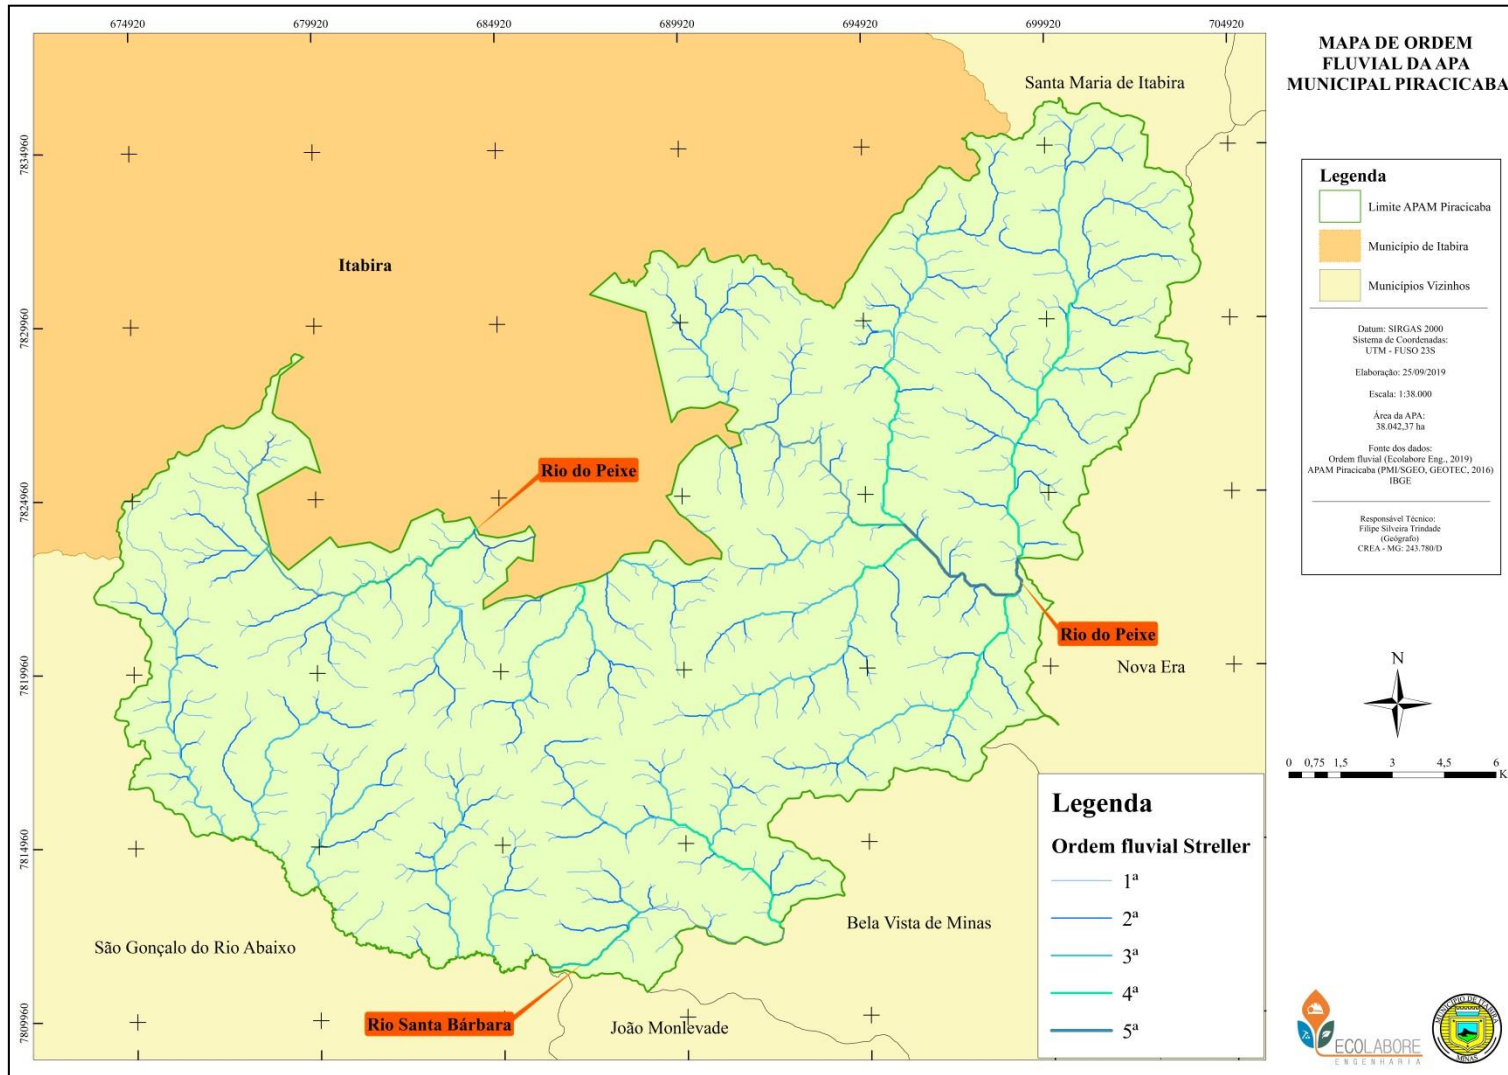 674920
679920
684920
689920
694920
699920
704920
7834960
7829960
7824960
7819960
7814960
7809960
Santa Maria de Itabira
Itabira
Rio do Peixe
Rio do Peixe
Nova Era
Bela Vista de Minas
São Gonçalo do Rio Abaixo
Rio Santa Bárbara
João Monlevade
Legenda
Ordem fluvial Streller
1ª
2ª
3ª
4ª
5ª
MAPA DE ORDEM
FLUVIAL DA APA
MUNICIPAL PIRACICABA
Legenda
Limite APAM Piracicaba
Município de Itabira
Municípios Vizinhos
Datum: SIRGAS 2000
Sistema de Coordenadas:
UTM - FUSO 23S
Elaboração: 25/09/2019
Escala: 1:38.000
Área da APA:
38.042,37 ha
Fonte dos dados:
Ordem fluvial (Ecolabore Eng., 2019)
APAM Piracicaba (PMI/SGEO, GEOTEC, 2016)
IBGE
Responsável Técnico:
Filipe Silveira Trindade
(Geógrafo)
CREA - MG: 243.780/D
N
0 0,75 1,5 3 4,5 6
K
ECOLABORE
ENGENHARIA
MUNICÍPIO DE ITABIRA
MINAS